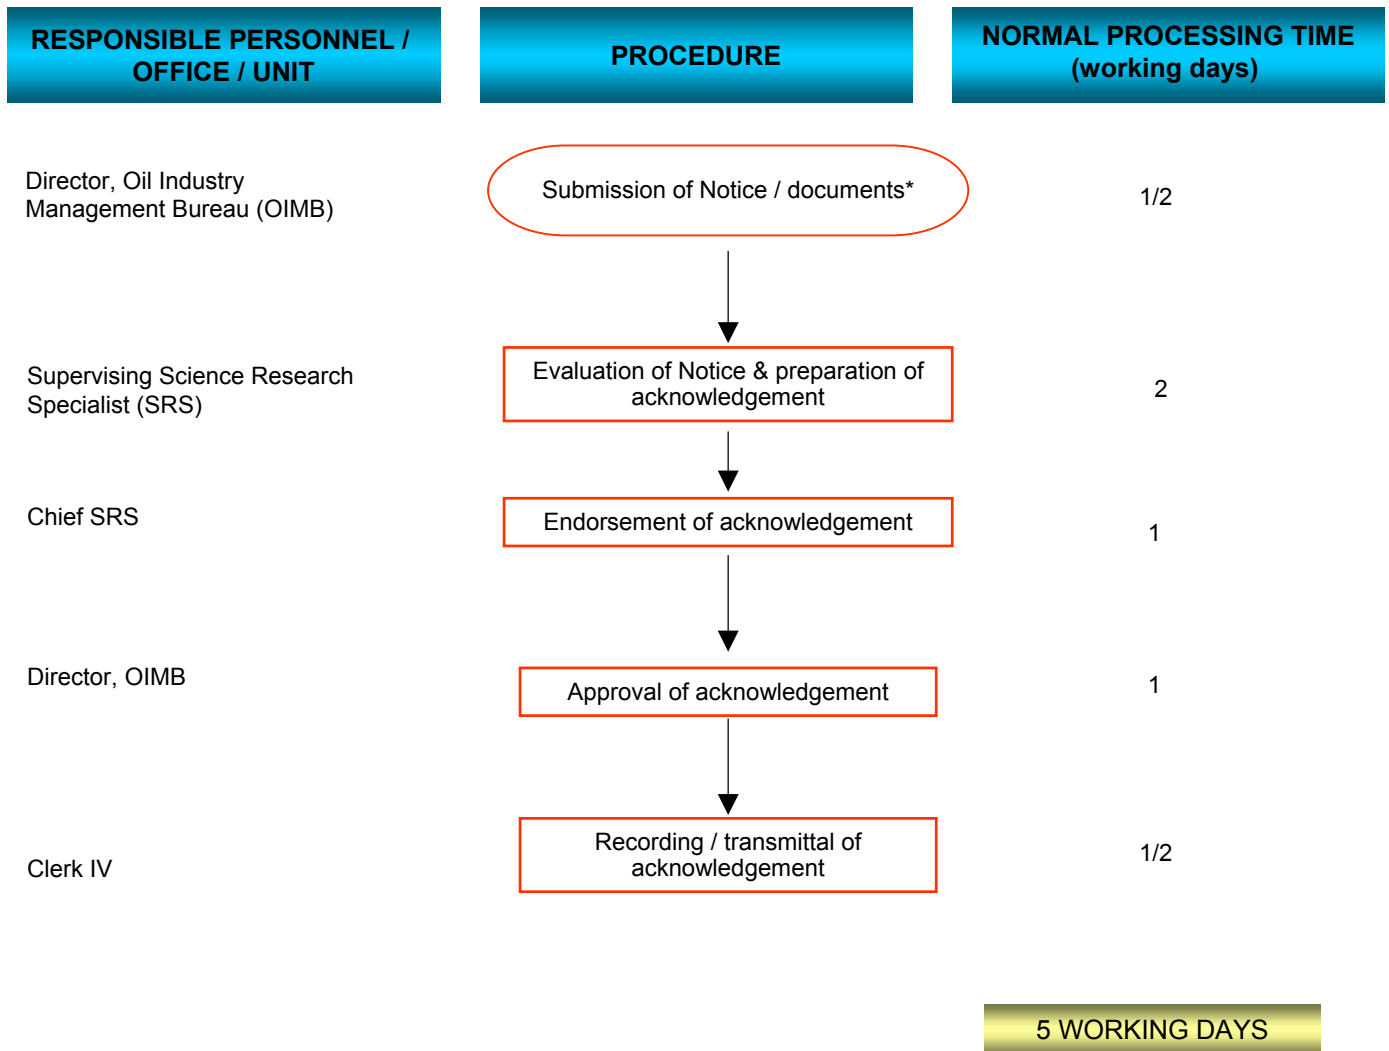 RESPONSIBLE PERSONNEL /
OFFICE / UNIT
PROCEDURE
NORMAL PROCESSING TIME
(working days)
Director, Oil Industry
Management Bureau (OIMB)
Submission of Notice / documents*
1/2
Supervising Science Research
Specialist (SRS)
Evaluation of Notice & preparation of
acknowledgement
2
Chief SRS
Endorsement of acknowledgement
1
Director, OIMB
Approval of acknowledgement
1
Clerk IV
Recording / transmittal of
acknowledgement
1/2
5 WORKING DAYS